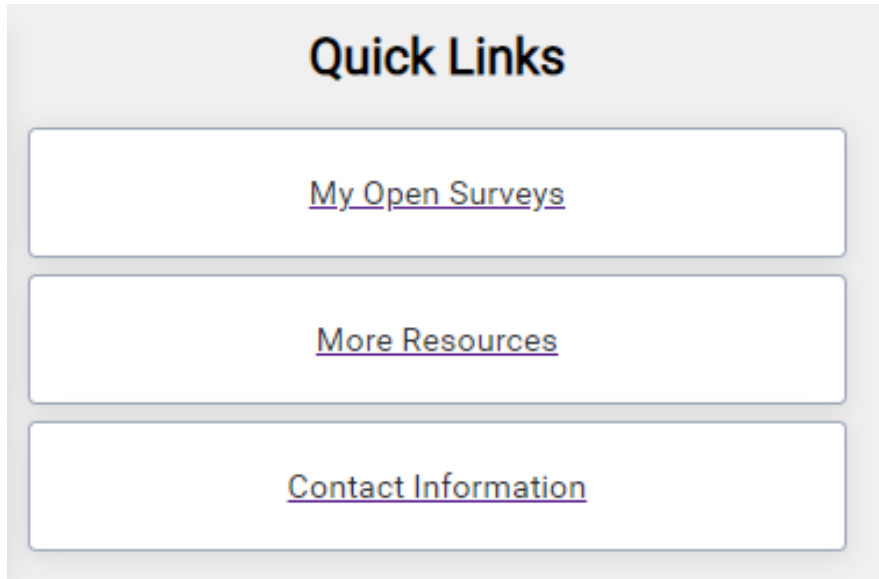 Quick Links
My Open Surveys
More Resources
Contact Information